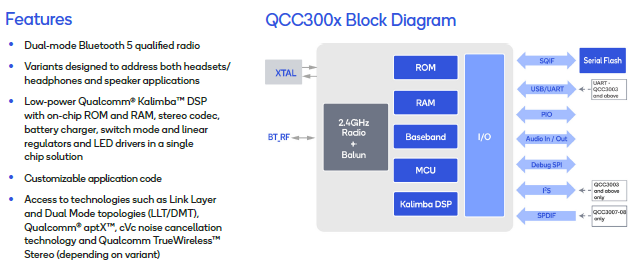 Features
• Dual-mode Bluetooth 5 qualified radio
• Variants designed to address both headsets/
headphones and speaker applications
• Low-power Qualcomm® Kalimba™ DSP
with on-chip ROM and RAM, stereo codec,
battery charger, switch mode and linear
regulators and LED drivers in a single
chip solution
• Customizable application code
• Access to technologies such as Link Layer
and Dual Mode topologies (LLT/DMT),
Qualcomm® aptX™, cVc noise cancellation
technology and Qualcomm TrueWireless™
Stereo (depending on variant)
QCC300x Block Diagram
XTAL
BT_RF
2.4GHz
Radio
+
Balun
ROM
RAM
Baseband
MCU
Kalimba DSP
I/O
SQIF
Serial Flash
USB/UART
UART -
QCC3003
and above
PIO
Audio In / Out
Debug SPI
I²S
QCC3003
and above
only
SPDIF
QCC3007-08
only